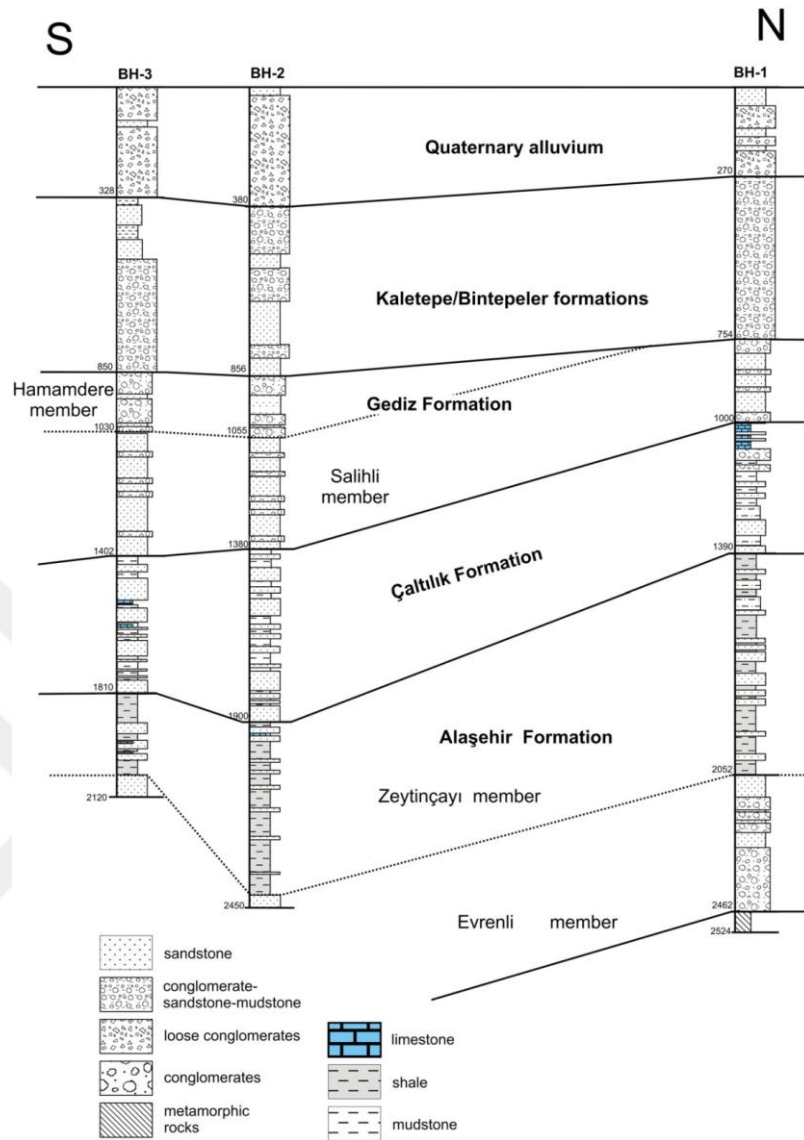 S
N
BH-3
BH-2
BH-1
Quaternary alluvium
270
328
380
Kaletepe/Bintepeler formations
754
850
856
Hamamdere
member
Gediz Formation
1000
1030
1055
Salihli
member
1380
1390
1402
Çaltılık Formation
1810
1900
Alaşehir Formation
2052
Zeytinçayı member
2120
2450
2462
Evrenli member
2524
sandstone
conglomerate-
sandstone-mudstone
loose conglomerates
conglomerates
metamorphic
rocks
limestone
shale
mudstone